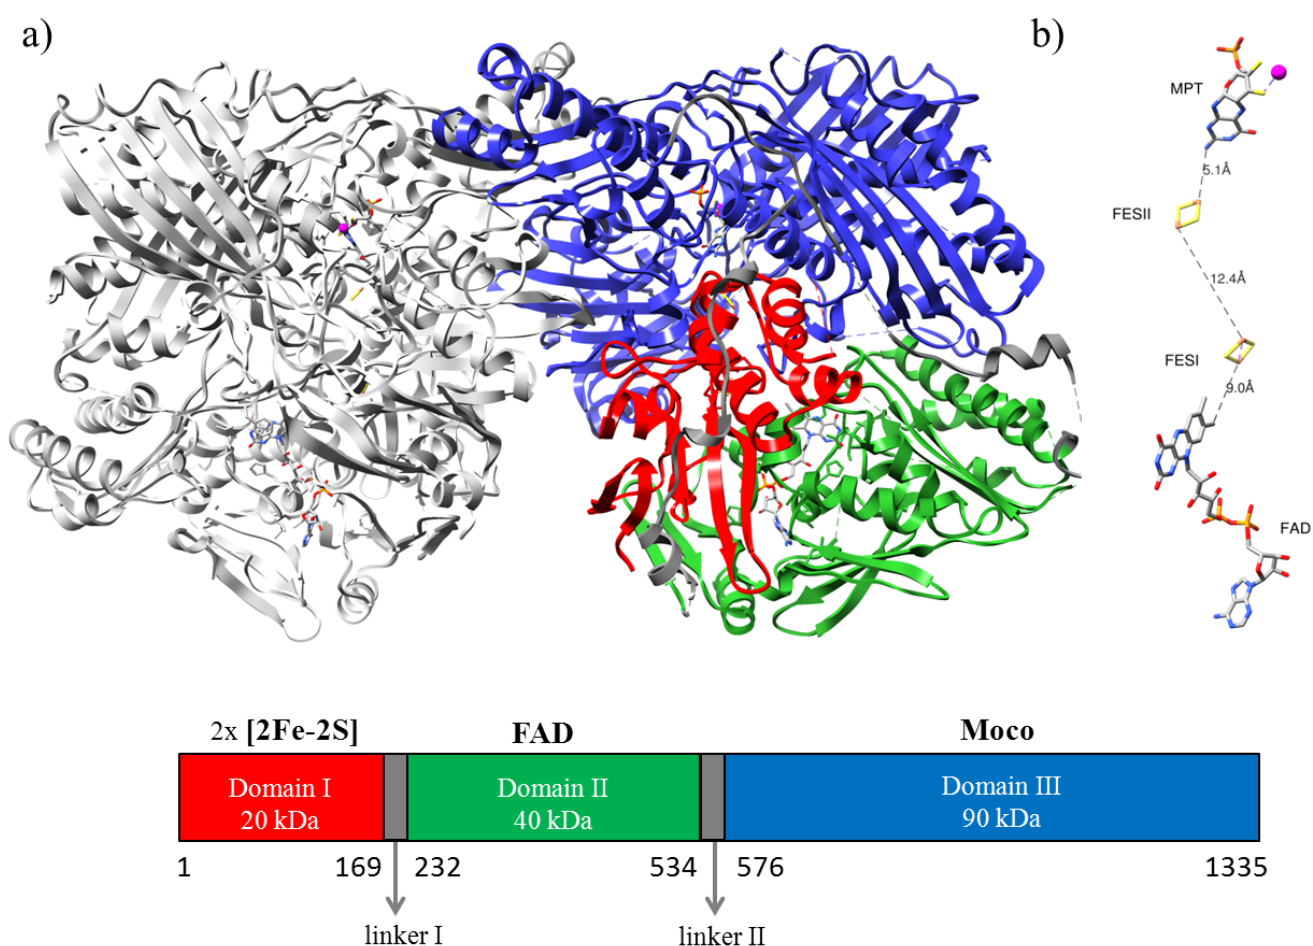 a)
b)
MPT
5.1Å
FESII
12.4Å
FESI
9.0Å
FAD
2x [2Fe-2S] FAD Moco
Domain I Domain II Domain III
20 kDa 40 kDa 90 kDa
1 169 232 534 576 1335
linker I linker II